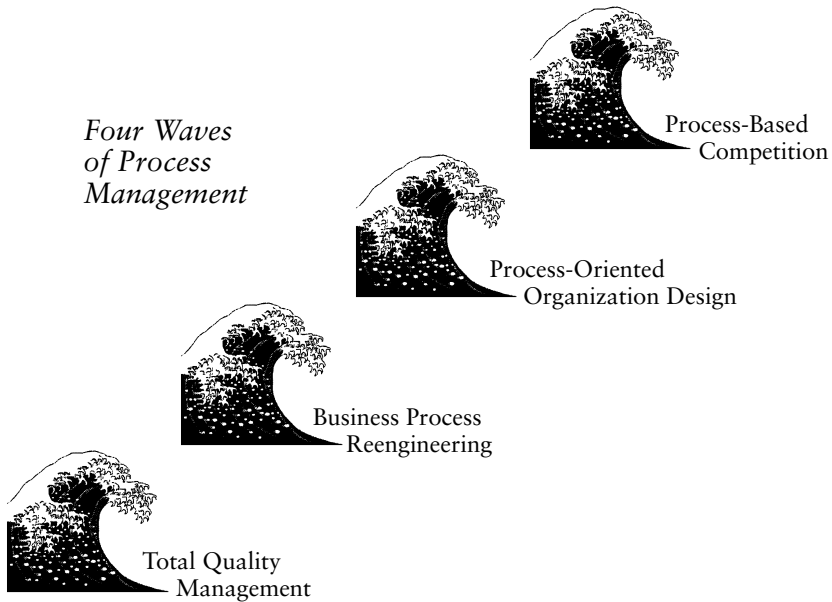 Four Waves
of Process
Management
Process-Based
Competition
Process-Oriented
Organization Design
Business Process
Reengineering
Total Quality
Management